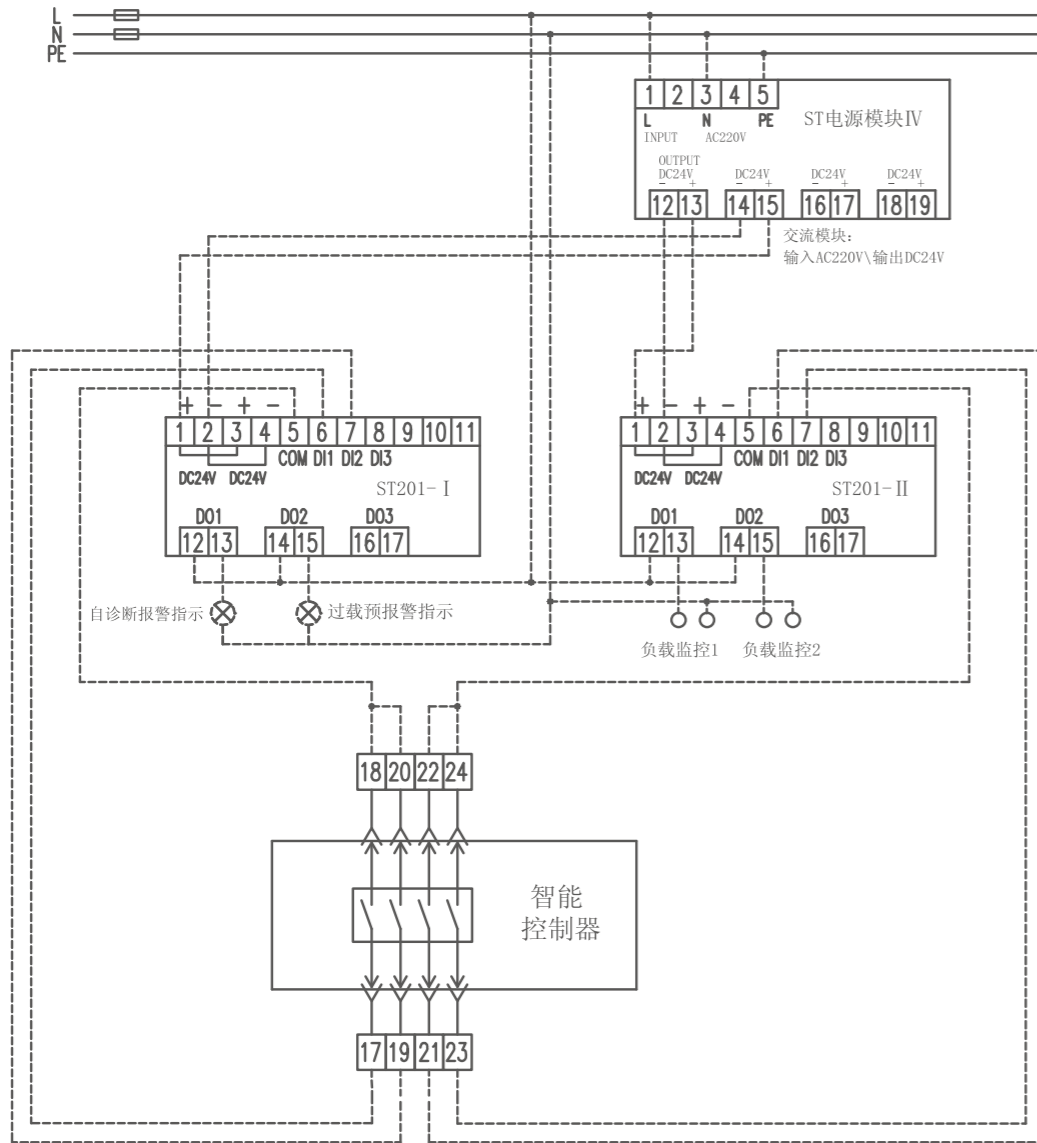 L
N
PE
1 2 3 4 5
L N PE
INPUT AC220V
ST电源模块Ⅳ
OUTPUT
DC24V DC24V DC24V DC24V
- + - + - + - +
12 13 14 15 16 17 18 19
交流模块:
输入AC220V\输出DC24V
+ - + -
1 2 3 4 5 6 7 8 9 10 11
COM DI1 DI2 DI3
DC24V DC24V
ST201-Ⅰ
DO1 DO2 DO3
12 13 14 15 16 17
+ - + -
1 2 3 4 5 6 7 8 9 10 11
COM DI1 DI2 DI3
DC24V DC24V
ST201-Ⅱ
DO1 DO2 DO3
12 13 14 15 16 17
自诊断报警指示
过载预报警指示
负载监控1
负载监控2
18 20 22 24
智能
控制器
17 19 21 23